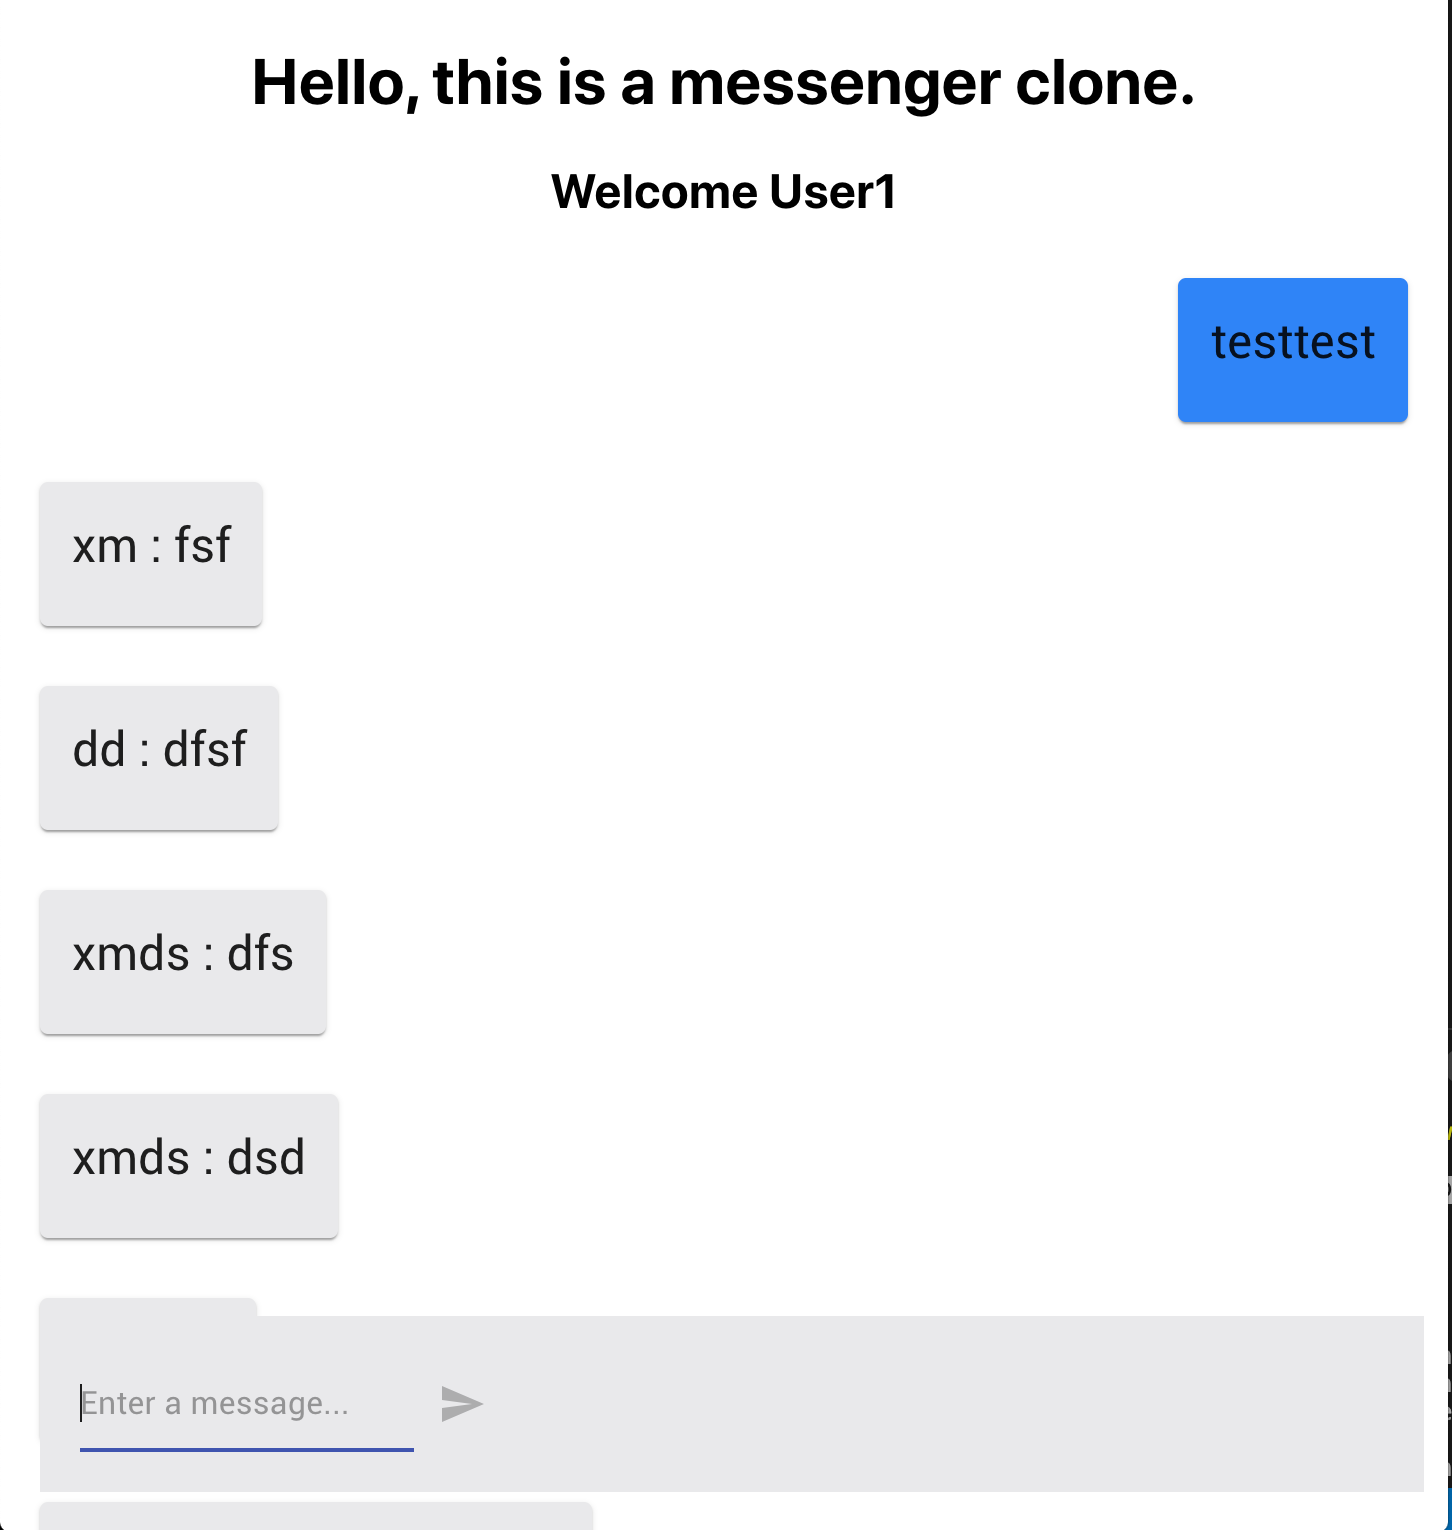 Hello, this is a messenger clone.
Welcome User1
testtest
xm : fsf
dd : dfsf
xmds : dfs
xmds : dsd
Enter a message...